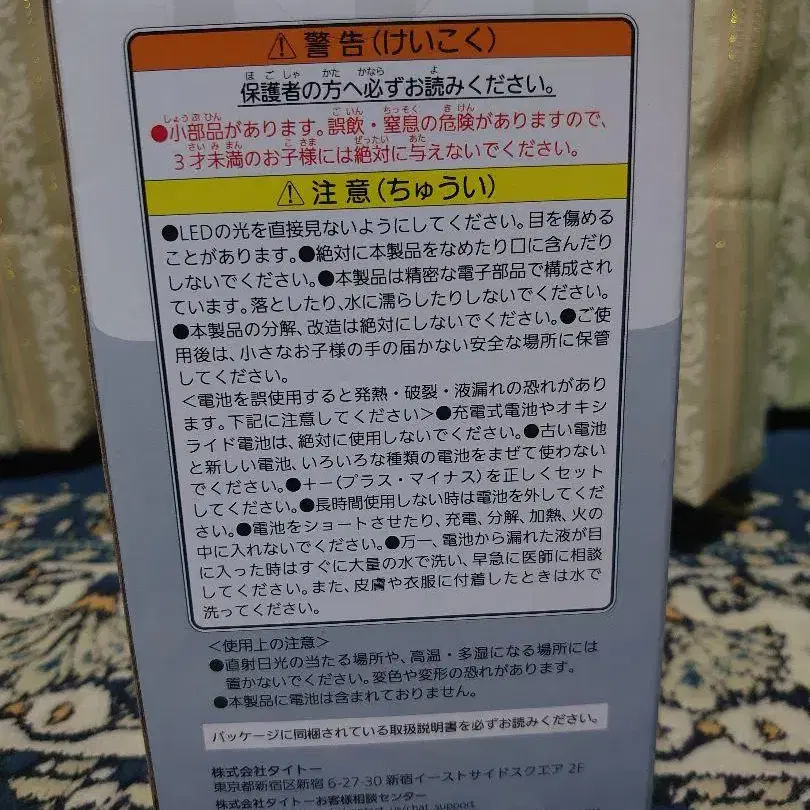 ⚠警告(けいこく)
保護者の方へ必ずお読みください。
●小部品があります。誤飲・窒息の危険がありますので、
3才未満のお子様には絶対に与えないでください。
⚠注意(ちゅうい)
●LEDの光を直接見ないようにしてください。目を傷める
ことがあります。●絶対に本製品をなめたり口に含んだり
しないでください。●本製品は精密な電子部品で構成され
ています。落としたり、水に濡らしたりしないでください。
●本製品の分解、改造は絶対にしないでください。●ご使
用後は、小さなお子様の手の届かない安全な場所に保管
してください。
<電池を誤使用すると発熱・破裂・液漏れの恐れがあり
ます。下記に注意してください>●充電式電池やオキシ
ライド電池は、絶対に使用しないでください。●古い電池
と新しい電池、いろいろな種類の電池をまぜて使わない
でください。●+-(プラス・マイナス)を正しくセット
してください。●長時間使用しない時は電池を外してくだ
さい。●電池をショートさせたり、充電、分解、加熱、火の
中に入れないでください。●万一、電池から漏れた液が目
に入った時はすぐに大量の水で洗い、早急に医師に相談
してください。また、皮膚や衣服に付着したときは水で
洗ってください。
<使用上の注意>
●直射日光の当たる場所や、高温・多湿になる場所には
置かないでください。変色や変形の恐れがあります。
●本製品に電池は含まれておりません。
パッケージに同梱されている取扱説明書を必ずお読みください。
株式会社タイトー
東京都新宿区新宿 6-27-30 新宿イーストサイドスクエア 2F
株式会社タイトーお客様相談センター